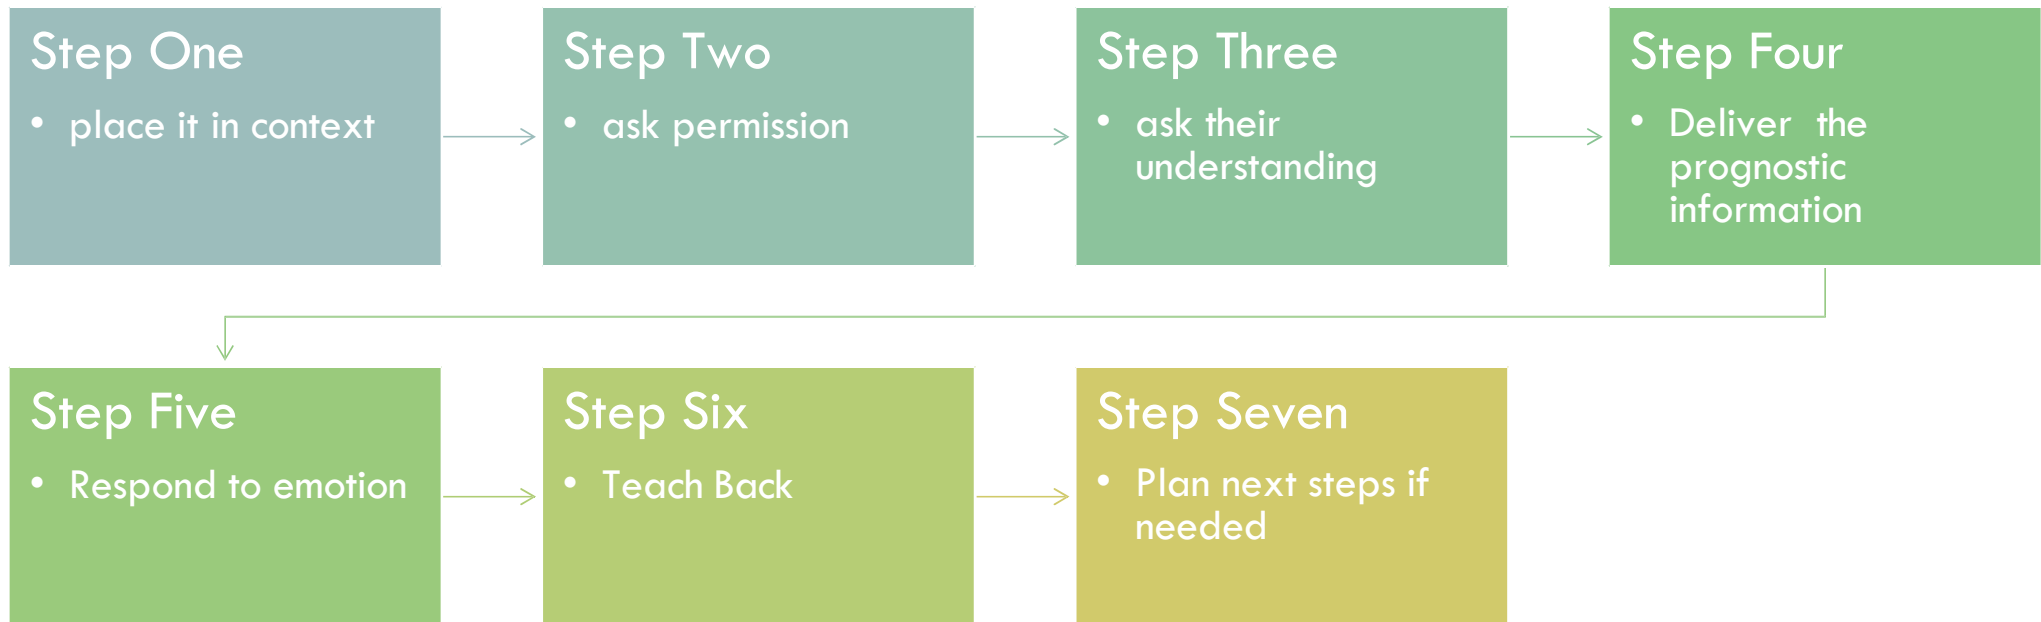 Step One
• place it in context
Step Two
• ask permission
Step Three
• ask their
understanding
Step Four
• Deliver  the
prognostic
information
Step Five
• Respond to emotion
Step Six
• Teach Back
Step Seven
• Plan next steps if
needed